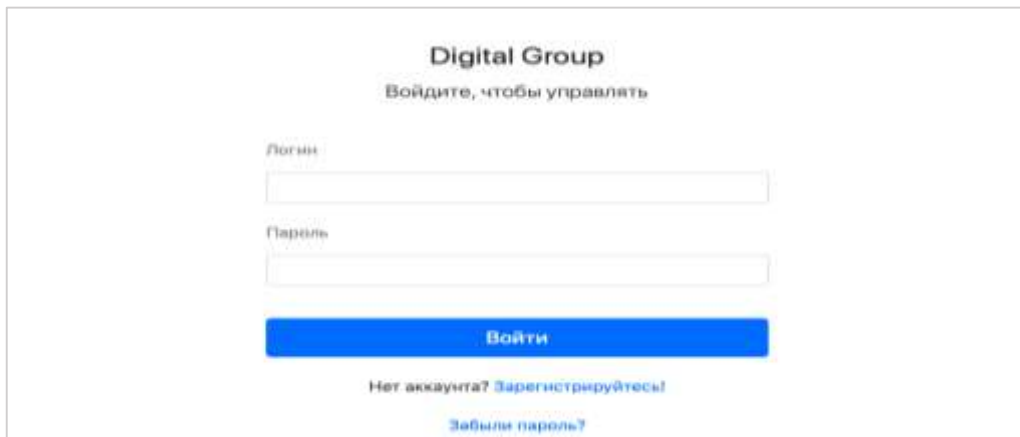 Digital Group
Войдите, чтобы управлять
Логин
Пароль
Войти
Нет аккаунта? Зарегистрируйтесь!
Забыли пароль?